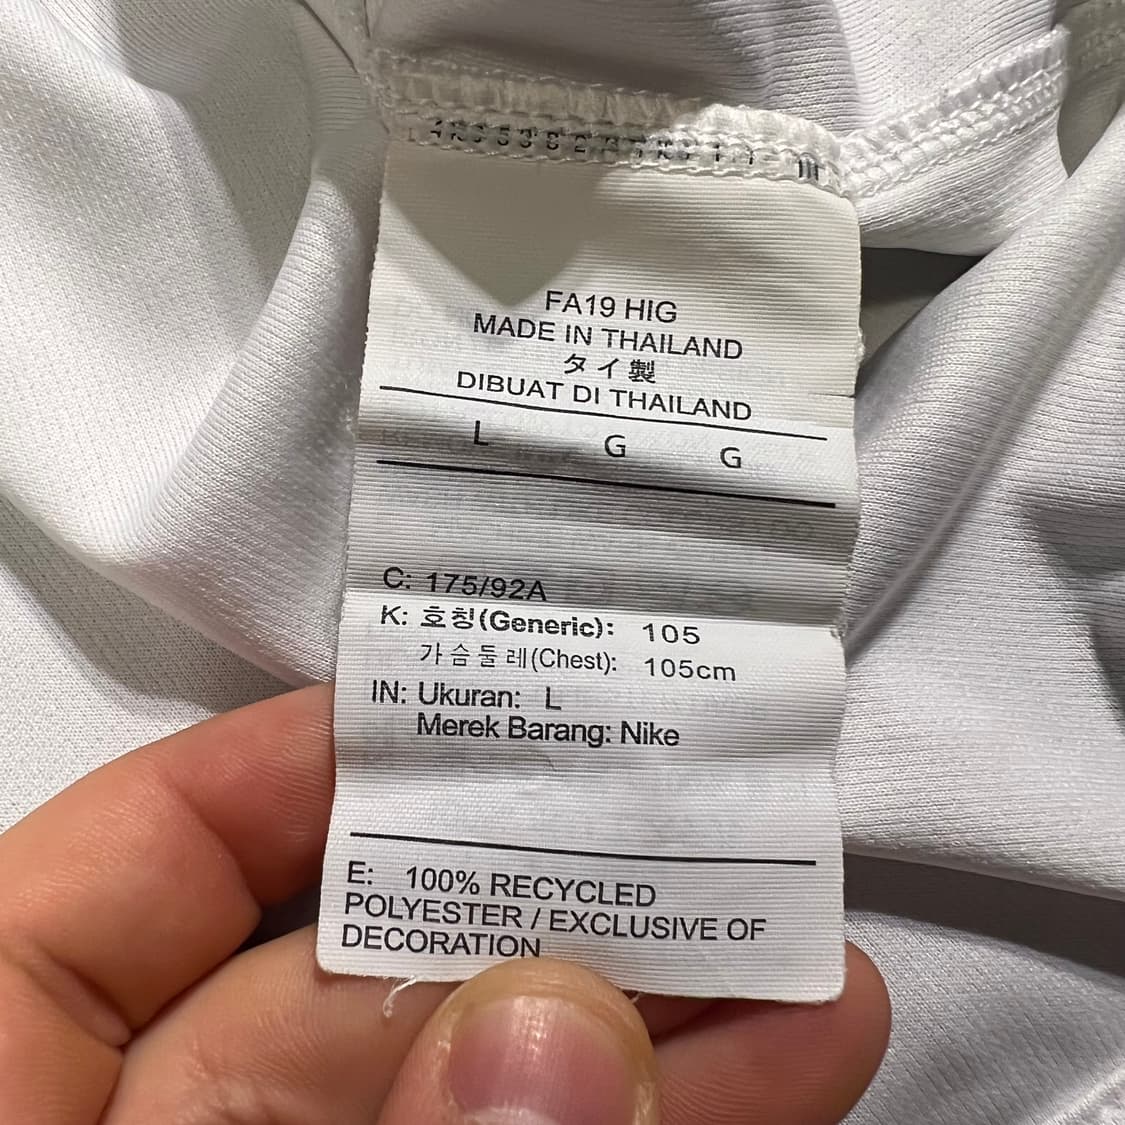 FA19 HIG
MADE IN THAILAND
タイ製
DIBUAT DI THAILAND
L G G
C: 175/92A
K: 호칭(Generic): 105
가슴둘레(Chest): 105cm
IN: Ukuran: L
Merek Barang: Nike
E: 100% RECYCLED
POLYESTER / EXCLUSIVE OF
DECORATION